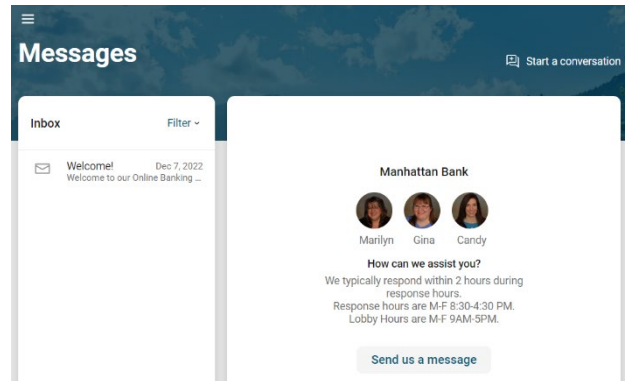 Messages
Start a conversation
Inbox
Filter
Welcome!
Dec 7, 2022
Welcome to our Online Banking ...
Manhattan Bank
Marilyn Gina Candy
How can we assist you?
We typically respond within 2 hours during
response hours.
Response hours are M-F 8:30-4:30 PM.
Lobby Hours are M-F 9AM-5PM.
Send us a message